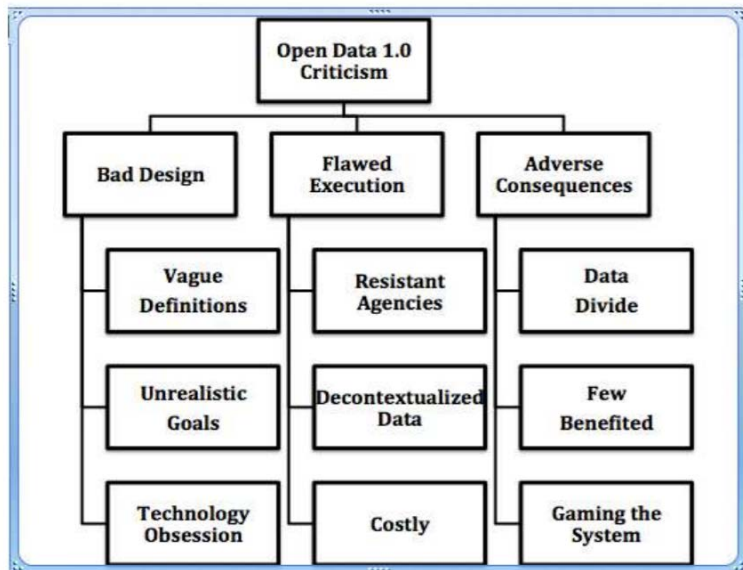 Open Data 1.0
Criticism
Bad Design
Flawed
Execution
Adverse
Consequences
Vague
Definitions
Resistant
Agencies
Data
Divide
Unrealistic
Goals
Decontextualized
Data
Few
Benefited
Technology
Obsession
Costly
Gaming the
System